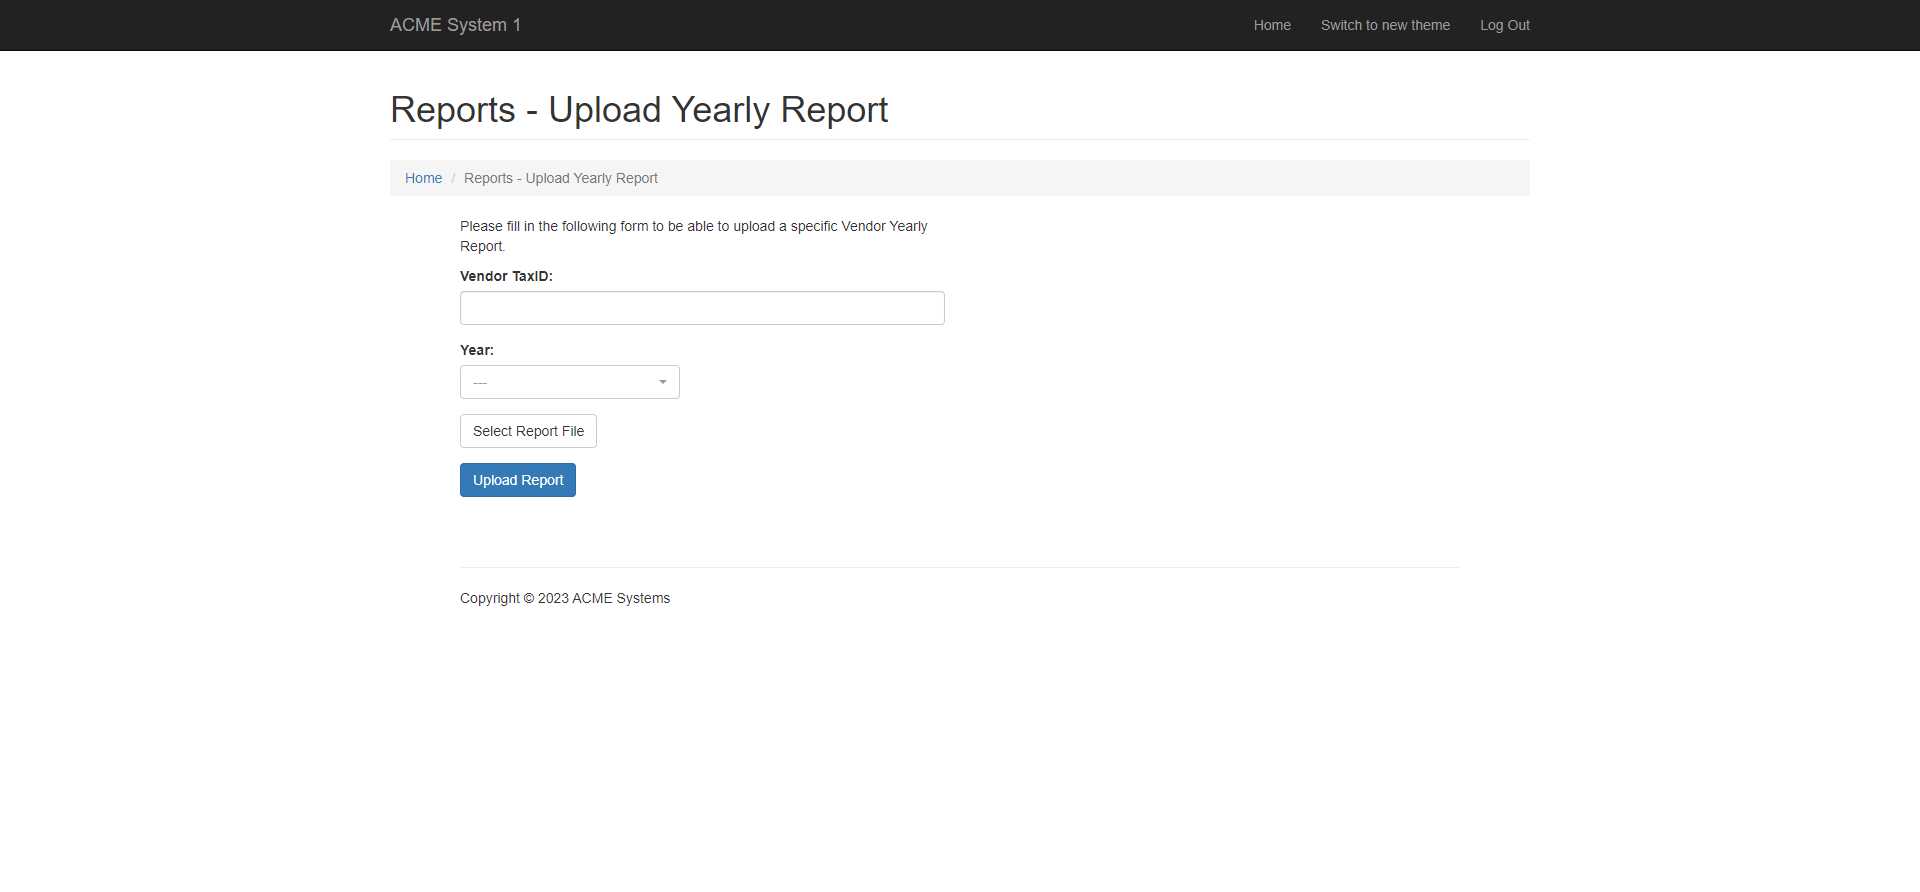 ACME System 1
Home
Switch to new theme
Log Out
Reports - Upload Yearly Report
Home / Reports - Upload Yearly Report
Please fill in the following form to be able to upload a specific Vendor Yearly
Report.
Vendor TaxID:
Year:
---
Select Report File
Upload Report
Copyright © 2023 ACME Systems